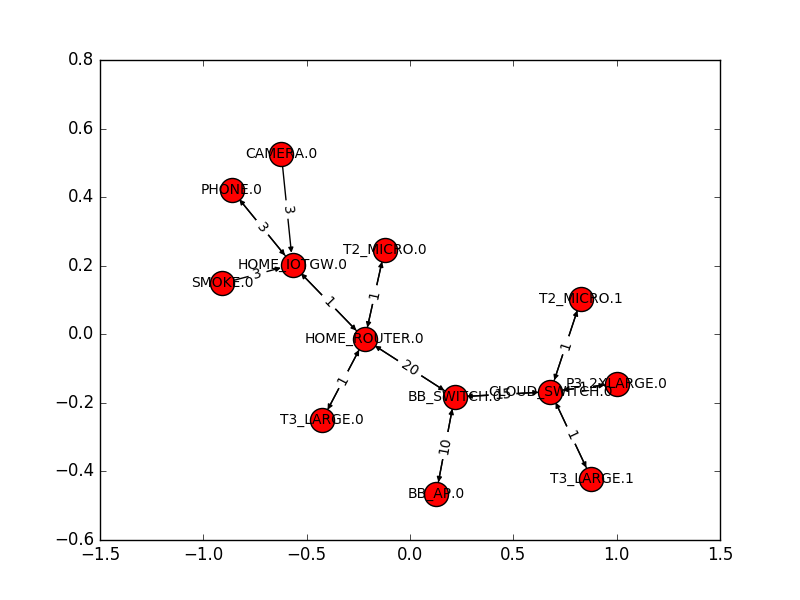 0.8
0.6
0.4
0.2
0.0
−0.2
−0.4
−0.6
−1.5
−1.0
−0.5
0.0
0.5
1.0
1.5
CAMERA.0
PHONE.0
3
3
T2_MICRO.0
HOME_IOTGW.0
SMOKE.0
3
1
1
T2_MICRO.1
HOME_ROUTER.0
1
20
P3_2XLARGE.0
1
CLOUD_SWITCH.0
15
BB_SWITCH.0
1
T3_LARGE.0
10
1
T3_LARGE.1
BB_AP.0